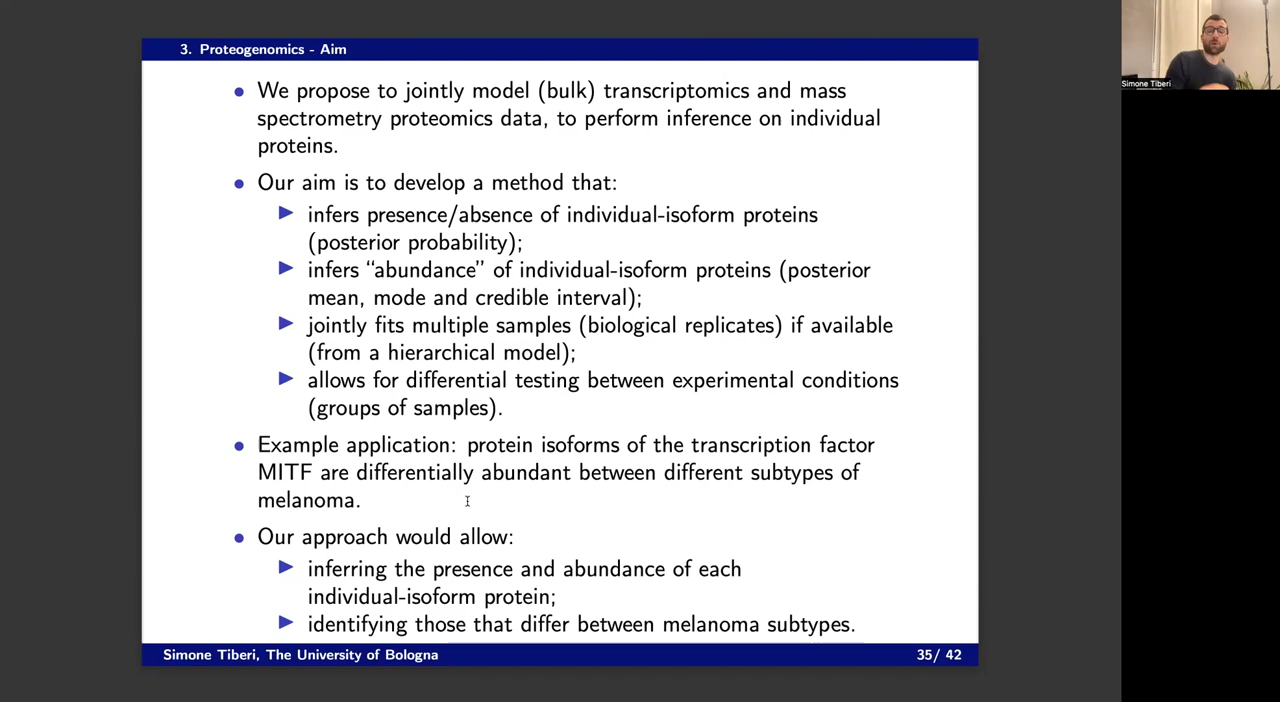 3. Proteogenomics - Aim
Simone Tiberi
• We propose to jointly model (bulk) transcriptomics and mass
spectrometry proteomics data, to perform inference on individual
proteins.
• Our aim is to develop a method that:
▶ infers presence/absence of individual-isoform proteins
(posterior probability);
▶ infers “abundance” of individual-isoform proteins (posterior
mean, mode and credible interval);
▶ jointly fits multiple samples (biological replicates) if available
(from a hierarchical model);
▶ allows for differential testing between experimental conditions
(groups of samples).
• Example application: protein isoforms of the transcription factor
MITF are differentially abundant between different subtypes of
melanoma.
• Our approach would allow:
▶ inferring the presence and abundance of each
individual-isoform protein;
▶ identifying those that differ between melanoma subtypes.
Simone Tiberi, The University of Bologna
35/ 42